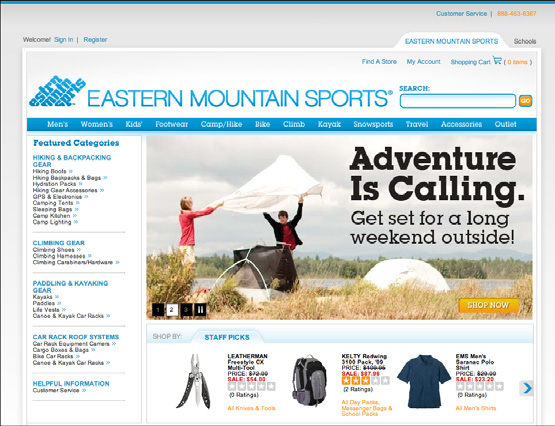 Customer Service | 888-463-6367
Welcome! Sign In | Register
EASTERN MOUNTAIN SPORTS Schools
Find A Store My Account Shopping Cart ( 0 items )
EASTERN MOUNTAIN SPORTS®
SEARCH:
GO
Men's Women's Kids' Footwear Camp/Hike Bike Climb Kayak Snowsports Travel Accessories Outlet
Featured Categories
HIKING & BACKPACKING
GEAR
Hiking Boots »
Hiking Backpacks & Bags »
Hydration Packs »
Hiking Gear Accessories »
GPS & Electronics »
Camping Tents »
Sleeping Bags »
Camp Kitchen »
Camp Lighting »
CLIMBING GEAR
Climbing Shoes »
Climbing Harnesses »
Climbing Carabiners/Hardware »
PADDLING & KAYAKING
GEAR
Kayaks »
Paddles »
Life Vests »
Canoe & Kayak Car Racks »
CAR RACK ROOF SYSTEMS
Car Rack Equipment Carriers »
Cargo Boxes & Bags »
Bike Car Racks »
Canoe & Kayak Car Racks »
HELPFUL INFORMATION
Customer Service »
Adventure
Is Calling.
Get set for a long
weekend outside!
1 2 3
SHOP NOW
SHOP BY: STAFF PICKS
LEATHERMAN
Freestyle CX
Multi-Tool
PRICE: $72.00
SALE: $54.00
(0 Ratings)
All Knives & Tools
KELTY Redwing
3100 Pack, '09
PRICE: $109.95
SALE: $87.96
(2 Ratings)
All Day Packs,
Messenger Bags &
School Packs
EMS Men's
Saranac Polo
Shirt
PRICE: $29.00
SALE: $23.20
(0 Ratings)
All Men's Shirts